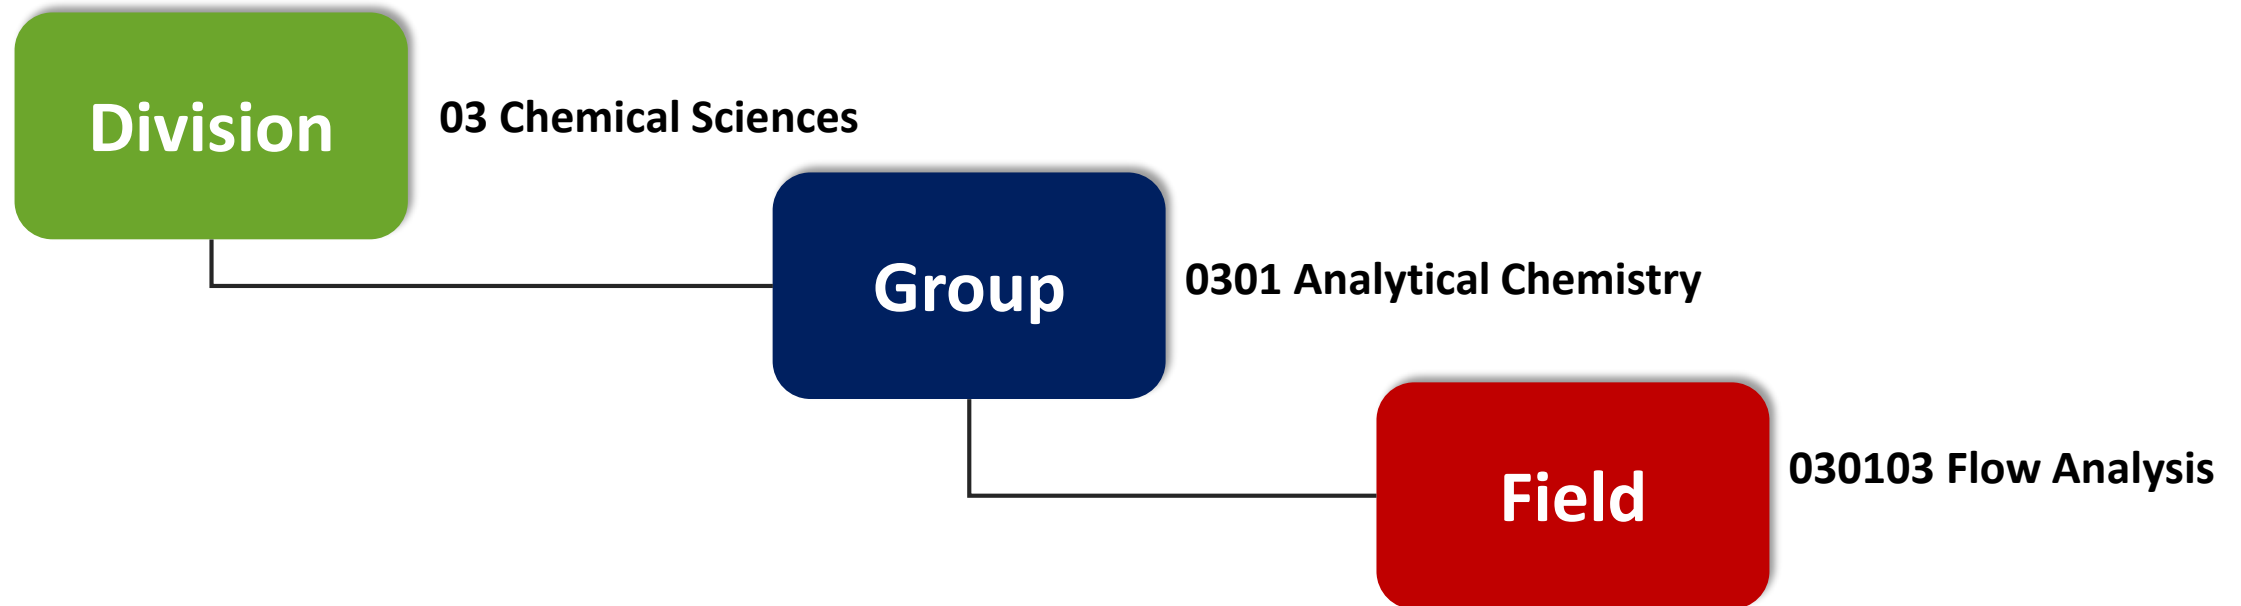 Division
03 Chemical Sciences
Group
0301 Analytical Chemistry
Field
030103 Flow Analysis